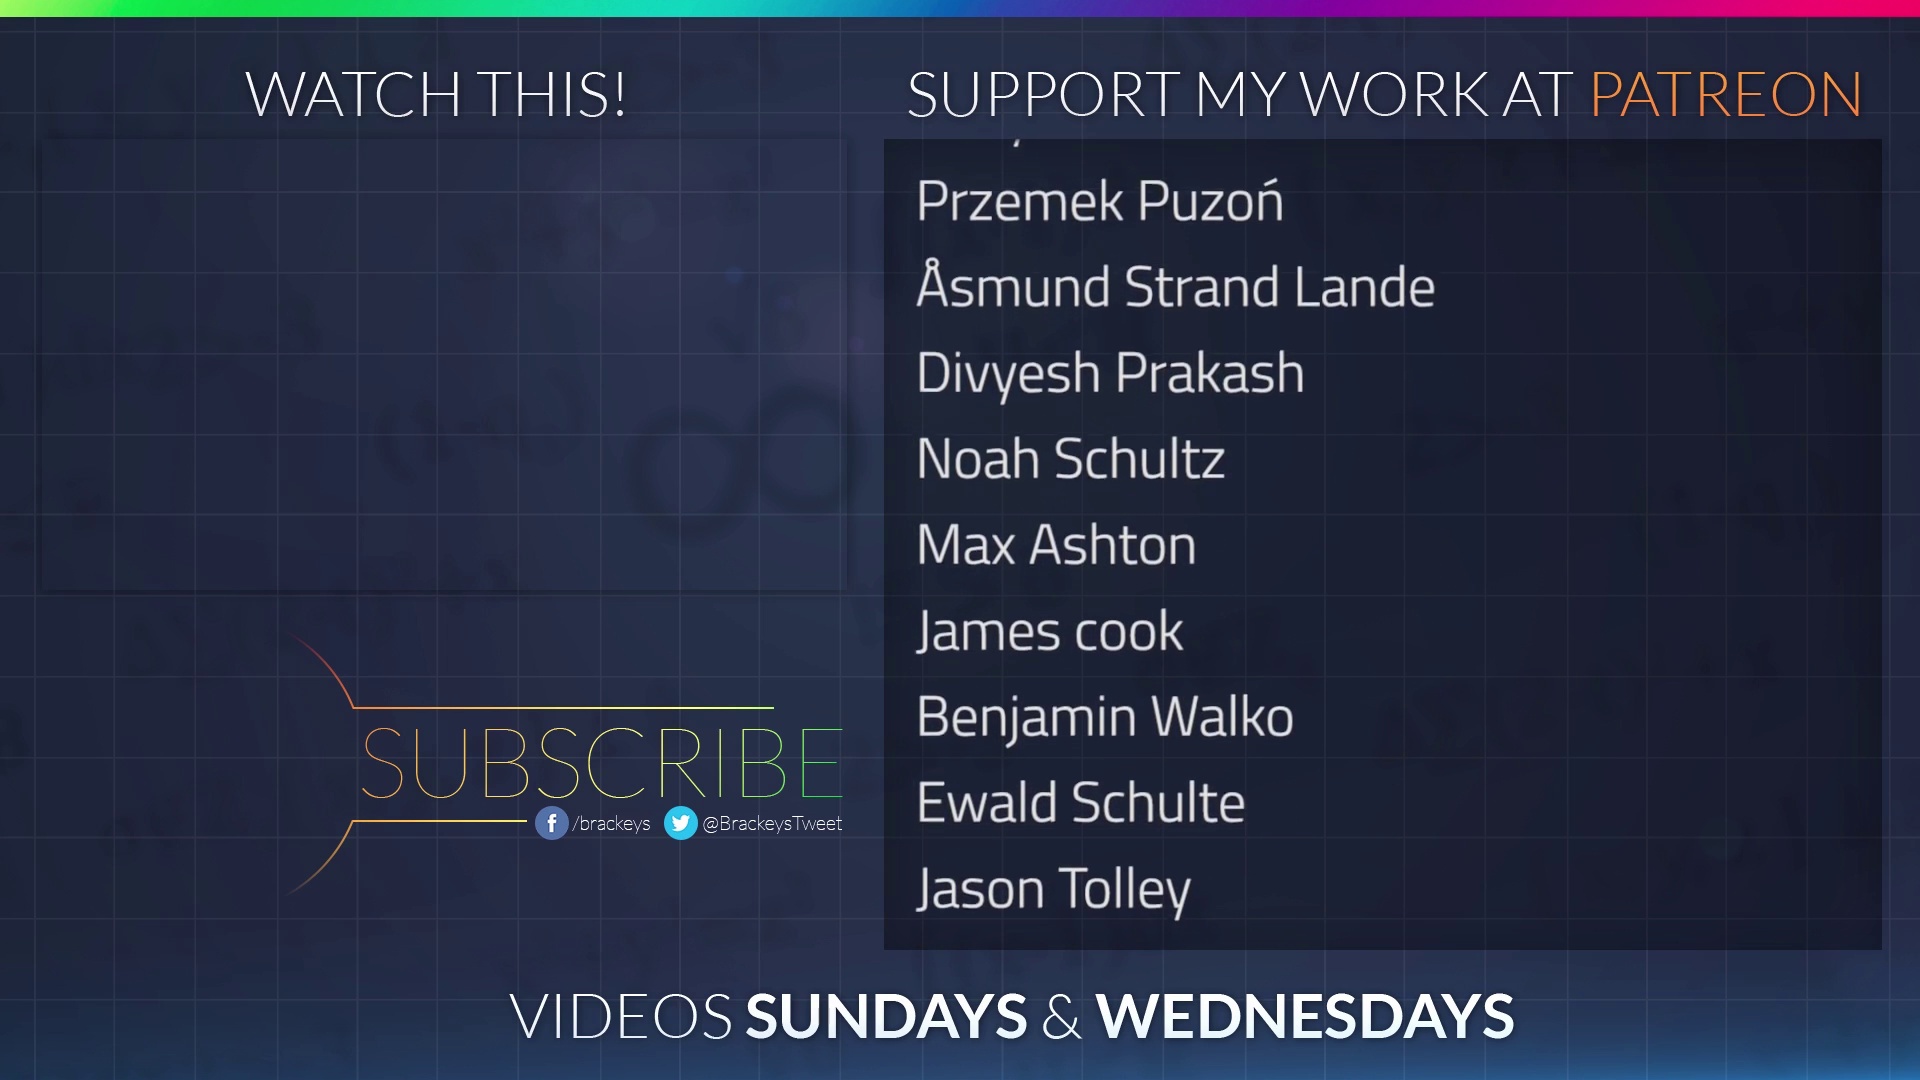 WATCH THIS!
SUPPORT MY WORK AT PATREON
Przemek Puzoń
Åsmund Strand Lande
Divyesh Prakash
Noah Schultz
Max Ashton
James cook
Benjamin Walko
Ewald Schulte
Jason Tolley
SUBSCRIBE
/brackeys @BrackeysTweet
VIDEOS SUNDAYS & WEDNESDAYS